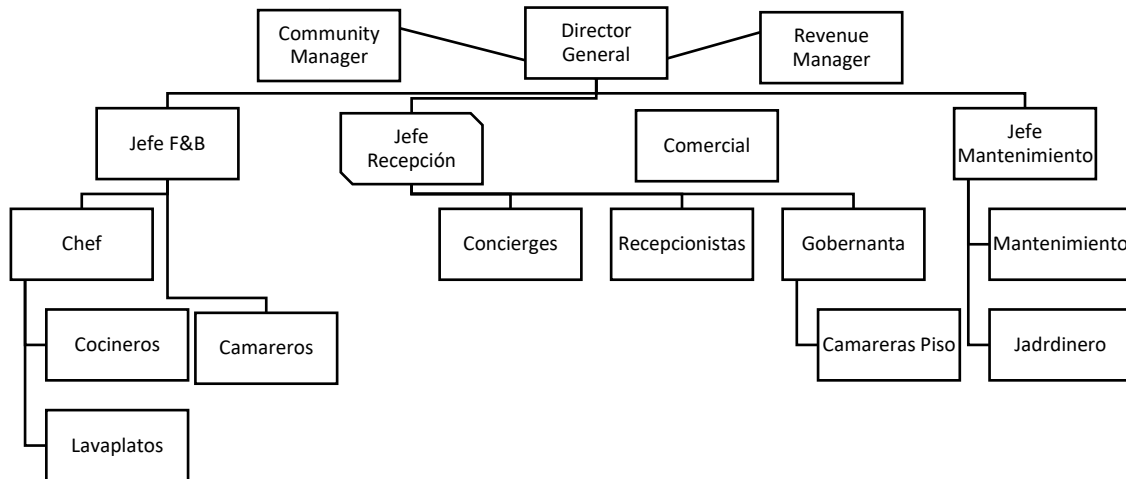 Community
Manager
Director
General
Revenue
Manager
Jefe F&B
Jefe
Recepción
Comercial
Jefe
Mantenimiento
Chef
Concierges
Recepcionistas
Gobernanta
Mantenimiento
Cocineros
Camareros
Camareras Piso
Jadrdinero
Lavaplatos